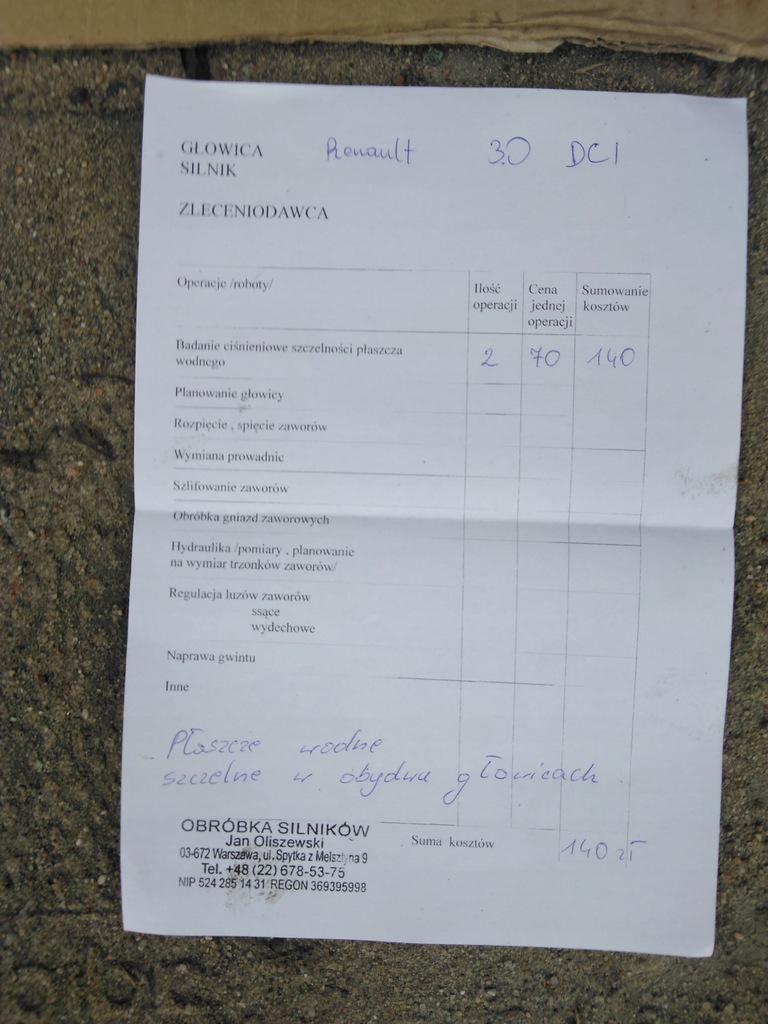 GŁOWICA Renault 3.0 DCI
SILNIK
ZLECENIODAWCA
Operacje /roboty/ Ilość operacji Cena jednej operacji Sumowanie kosztów
Badanie ciśnieniowe szczelności płaszcza
wodnego 2 70 140
Planowanie głowicy
Rozpięcie , spięcie zaworów
Wymiana prowadnic
Szlifowanie zaworów
Obróbka gniazd zaworowych
Hydraulika /pomiary , planowanie
na wymiar trzonków zaworów/
Regulacja luzów zaworów
ssące
wydechowe
Naprawa gwintu
Inne
Płaszcze wodne
szczelne w obydwu głowicach
OBRÓBKA SILNIKÓW
Jan Oliszewski
03-672 Warszawa, ul. Spytka z Melsztyna 9
Tel. +48 (22) 678-53-75
NIP 524 285 14 31 REGON 369395998
Suma kosztów 140 zł